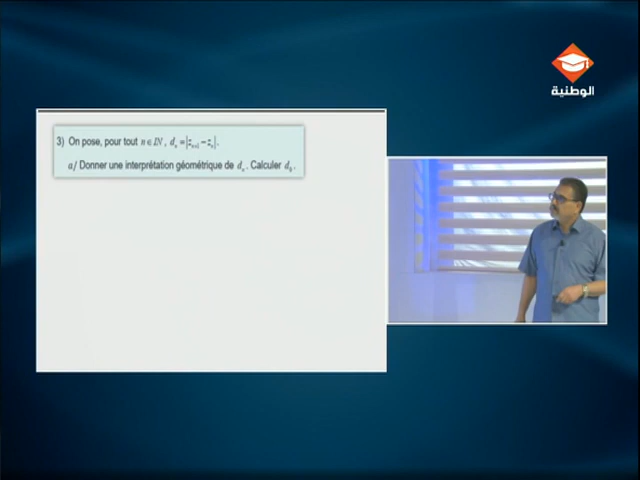 الوطنية
3) On pose, pour tout n ∈ IN , dₙ = |zₙ₊₁ − zₙ| .
a/ Donner une interprétation géométrique de dₙ . Calculer d₀ .